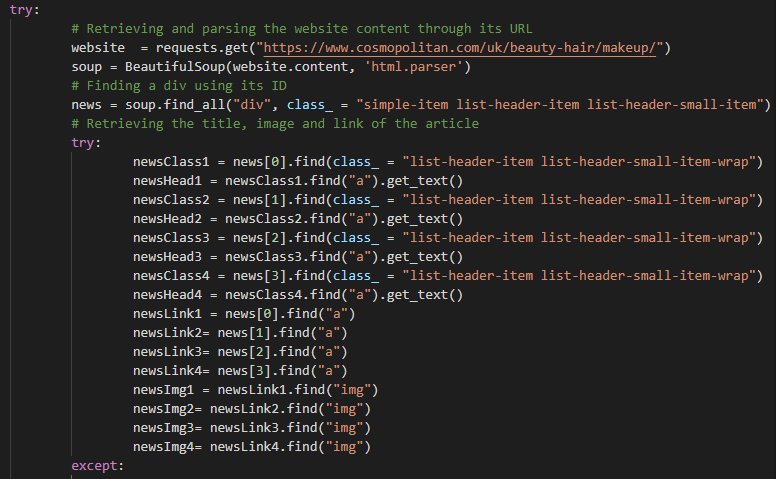 try:
# Retrieving and parsing the website content through its URL
website  = requests.get("https://www.cosmopolitan.com/uk/beauty-hair/makeup/")
soup = BeautifulSoup(website.content, 'html.parser')
# Finding a div using its ID
news = soup.find_all("div", class_ = "simple-item list-header-item list-header-small-item")
# Retrieving the title, image and link of the article
try:
newsClass1 = news[0].find(class_ = "list-header-item list-header-small-item-wrap")
newsHead1 = newsClass1.find("a").get_text()
newsClass2 = news[1].find(class_ = "list-header-item list-header-small-item-wrap")
newsHead2 = newsClass2.find("a").get_text()
newsClass3 = news[2].find(class_ = "list-header-item list-header-small-item-wrap")
newsHead3 = newsClass3.find("a").get_text()
newsClass4 = news[3].find(class_ = "list-header-item list-header-small-item-wrap")
newsHead4 = newsClass4.find("a").get_text()
newsLink1 = news[0].find("a")
newsLink2= news[1].find("a")
newsLink3= news[2].find("a")
newsLink4= news[3].find("a")
newsImg1 = newsLink1.find("img")
newsImg2= newsLink2.find("img")
newsImg3= newsLink3.find("img")
newsImg4= newsLink4.find("img")
except: